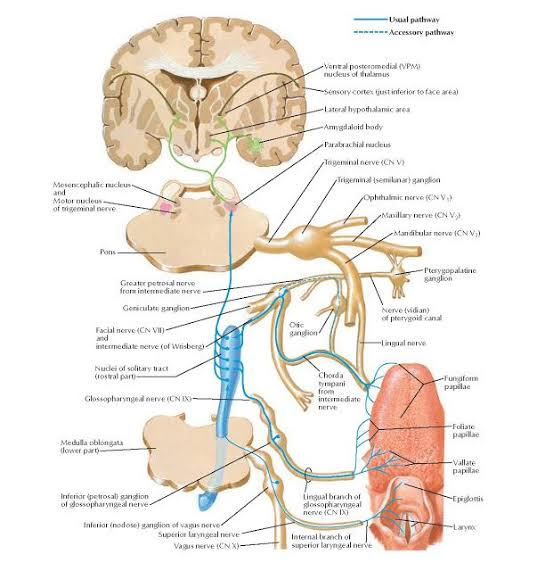 Usual pathway
Accessory pathway
Ventral posteromedial (VPM)
nucleus of thalamus
Sensory cortex (just inferior to face area)
Lateral hypothalamic area
Amygdaloid body
Parabrachial nucleus
Trigeminal nerve (CN V)
Trigeminal (semilunar) ganglion
Ophthalmic nerve (CN V₁)
Maxillary nerve (CN V₂)
Mandibular nerve (CN V₃)
Mesencephalic nucleus
and
Motor nucleus
of trigeminal nerve
Pons
Pterygopalatine
ganglion
Greater petrosal nerve
from intermediate nerve
Geniculate ganglion
Nerve (vidian)
of pterygoid canal
Otic
ganglion
Facial nerve (CN VII)
and
intermediate nerve (of Wrisberg)
Lingual nerve
Nuclei of solitary tract
(rostral part)
Chorda
tympani
from
intermediate
nerve
Fungiform
papillae
Glossopharyngeal nerve (CN IX)
Foliate
papillae
Medulla oblongata
(lower part)
Vallate
papillae
Inferior (petrosal) ganglion
of glossopharyngeal nerve
Lingual branch of
glossopharyngeal
nerve (CN IX)
Epiglottis
Inferior (nodose) ganglion of vagus nerve
Superior laryngeal nerve
Vagus nerve (CN X)
Internal branch of
superior laryngeal nerve
Larynx